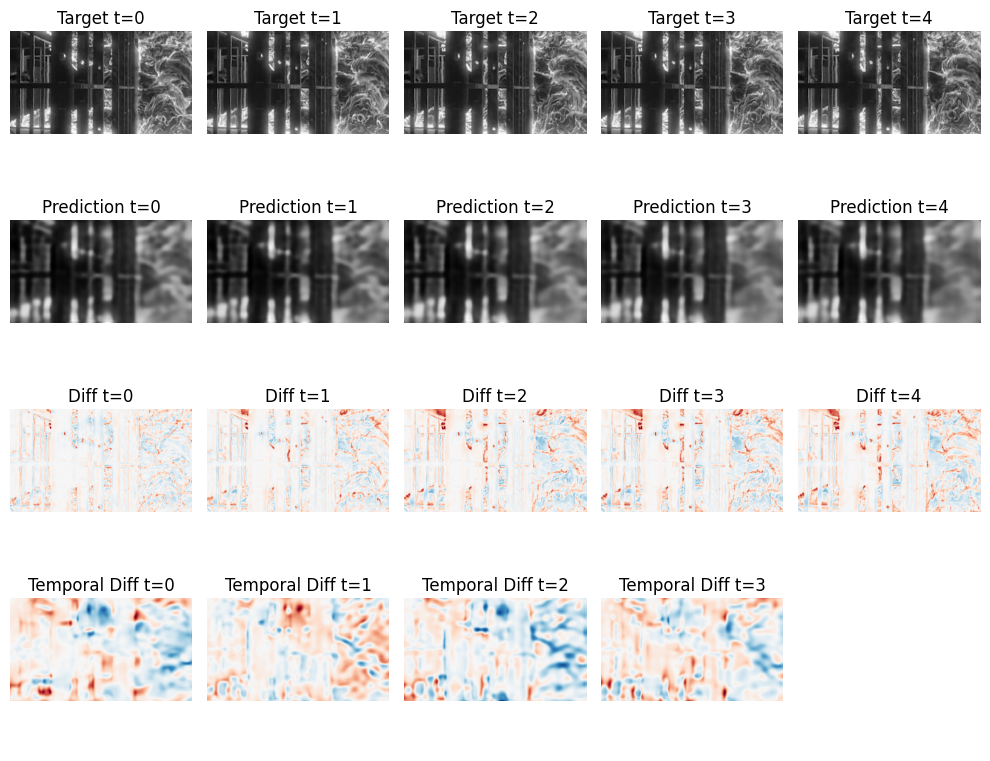 Target t=0 Target t=1 Target t=2 Target t=3 Target t=4
Prediction t=0 Prediction t=1 Prediction t=2 Prediction t=3 Prediction t=4
Diff t=0 Diff t=1 Diff t=2 Diff t=3 Diff t=4
Temporal Diff t=0 Temporal Diff t=1 Temporal Diff t=2 Temporal Diff t=3